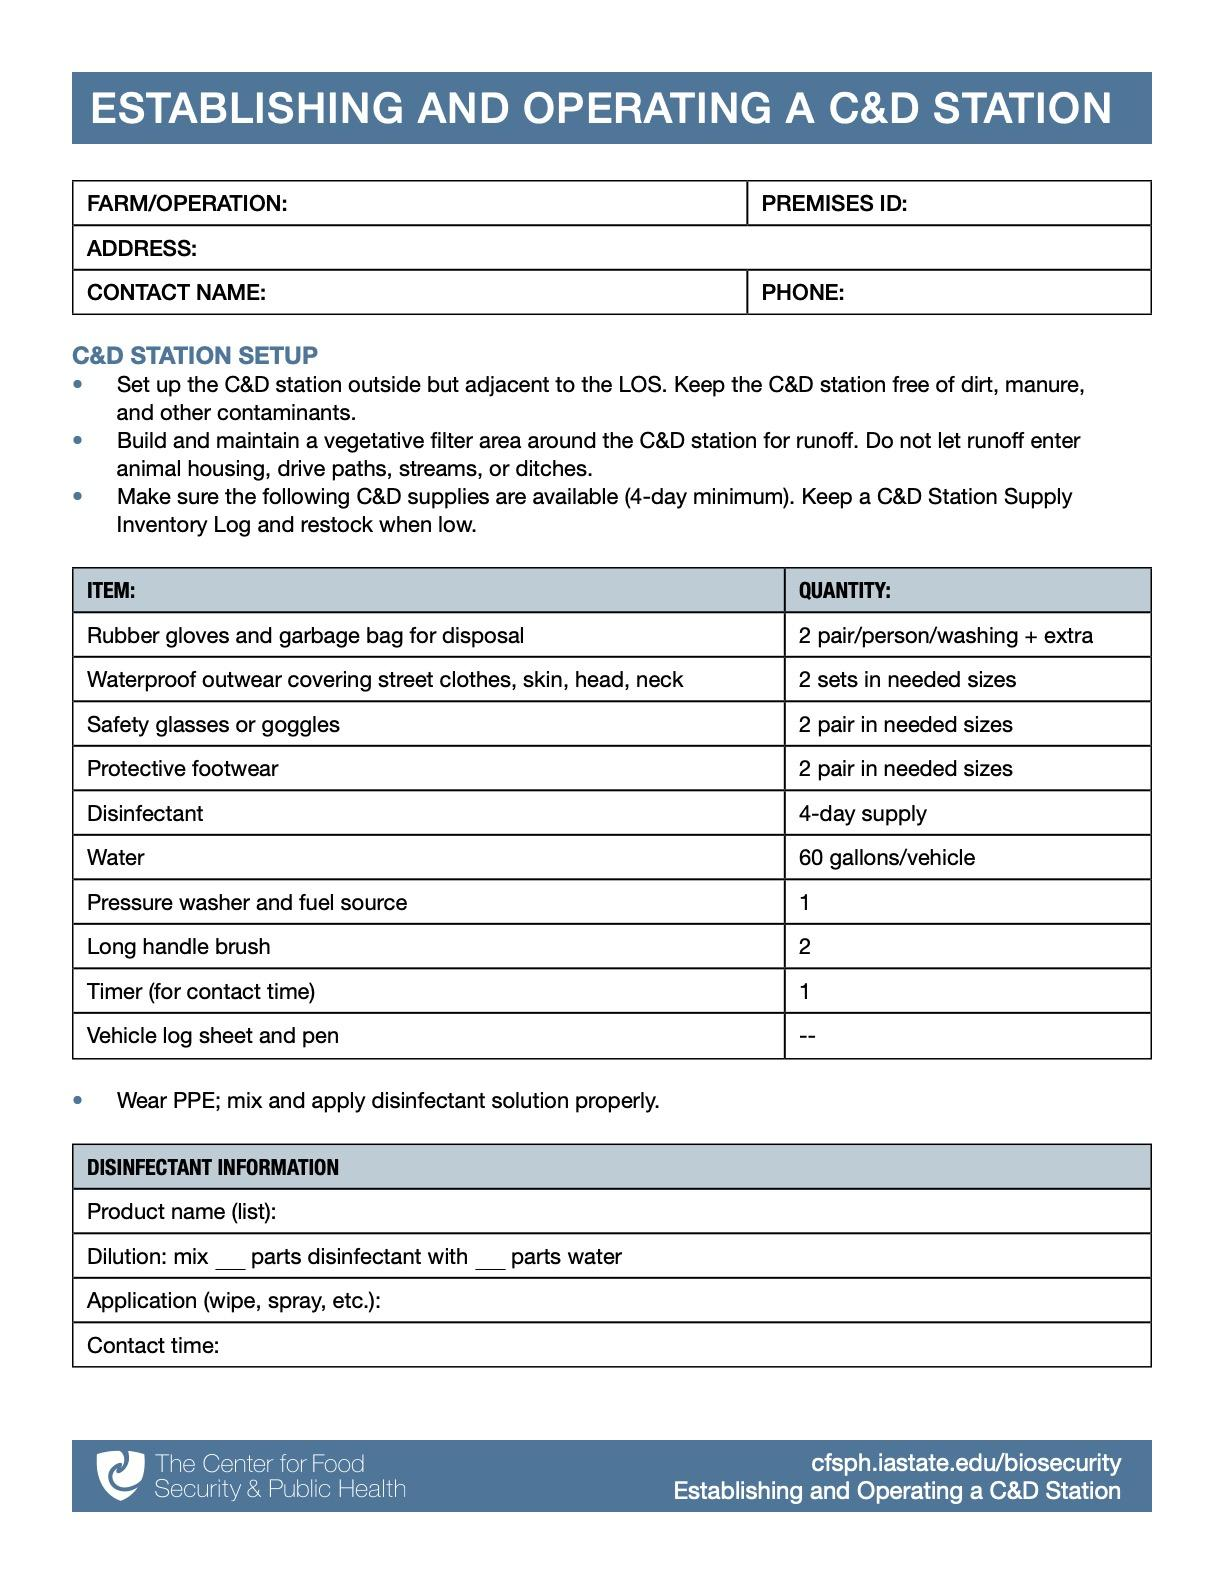 ESTABLISHING AND OPERATING A C&D STATION
FARM/OPERATION: PREMISES ID:
ADDRESS:
CONTACT NAME: PHONE:
C&D STATION SETUP
• Set up the C&D station outside but adjacent to the LOS. Keep the C&D station free of dirt, manure,
and other contaminants.
• Build and maintain a vegetative filter area around the C&D station for runoff. Do not let runoff enter
animal housing, drive paths, streams, or ditches.
• Make sure the following C&D supplies are available (4-day minimum). Keep a C&D Station Supply
Inventory Log and restock when low.
ITEM: QUANTITY:
Rubber gloves and garbage bag for disposal 2 pair/person/washing + extra
Waterproof outwear covering street clothes, skin, head, neck 2 sets in needed sizes
Safety glasses or goggles 2 pair in needed sizes
Protective footwear 2 pair in needed sizes
Disinfectant 4-day supply
Water 60 gallons/vehicle
Pressure washer and fuel source 1
Long handle brush 2
Timer (for contact time) 1
Vehicle log sheet and pen --
• Wear PPE; mix and apply disinfectant solution properly.
DISINFECTANT INFORMATION
Product name (list):
Dilution: mix ___ parts disinfectant with ___ parts water
Application (wipe, spray, etc.):
Contact time:
The Center for Food
Security & Public Health
cfsph.iastate.edu/biosecurity
Establishing and Operating a C&D Station